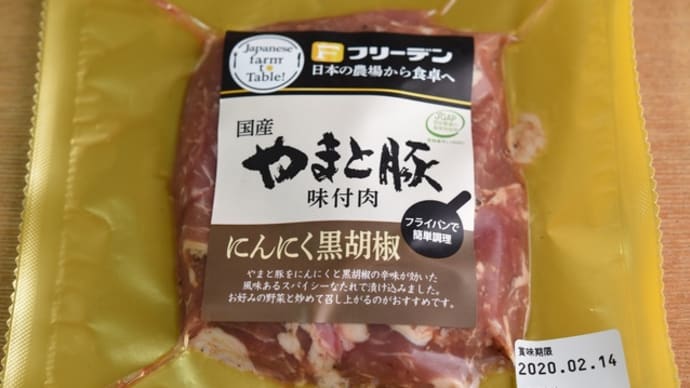 Japanese
farm
to
Table!
フリーデン
日本の農場から食卓へ
JGAP
国産
やまと豚
味付肉
フライパンで
簡単調理
にんにく黒胡椒
やまと豚をにんにくと黒胡椒の辛味が効いた
風味あるスパイシーなたれで漬け込みました。
お好みの野菜と炒めて召し上がるのがおすすめです。
賞味期限
2020.02.14